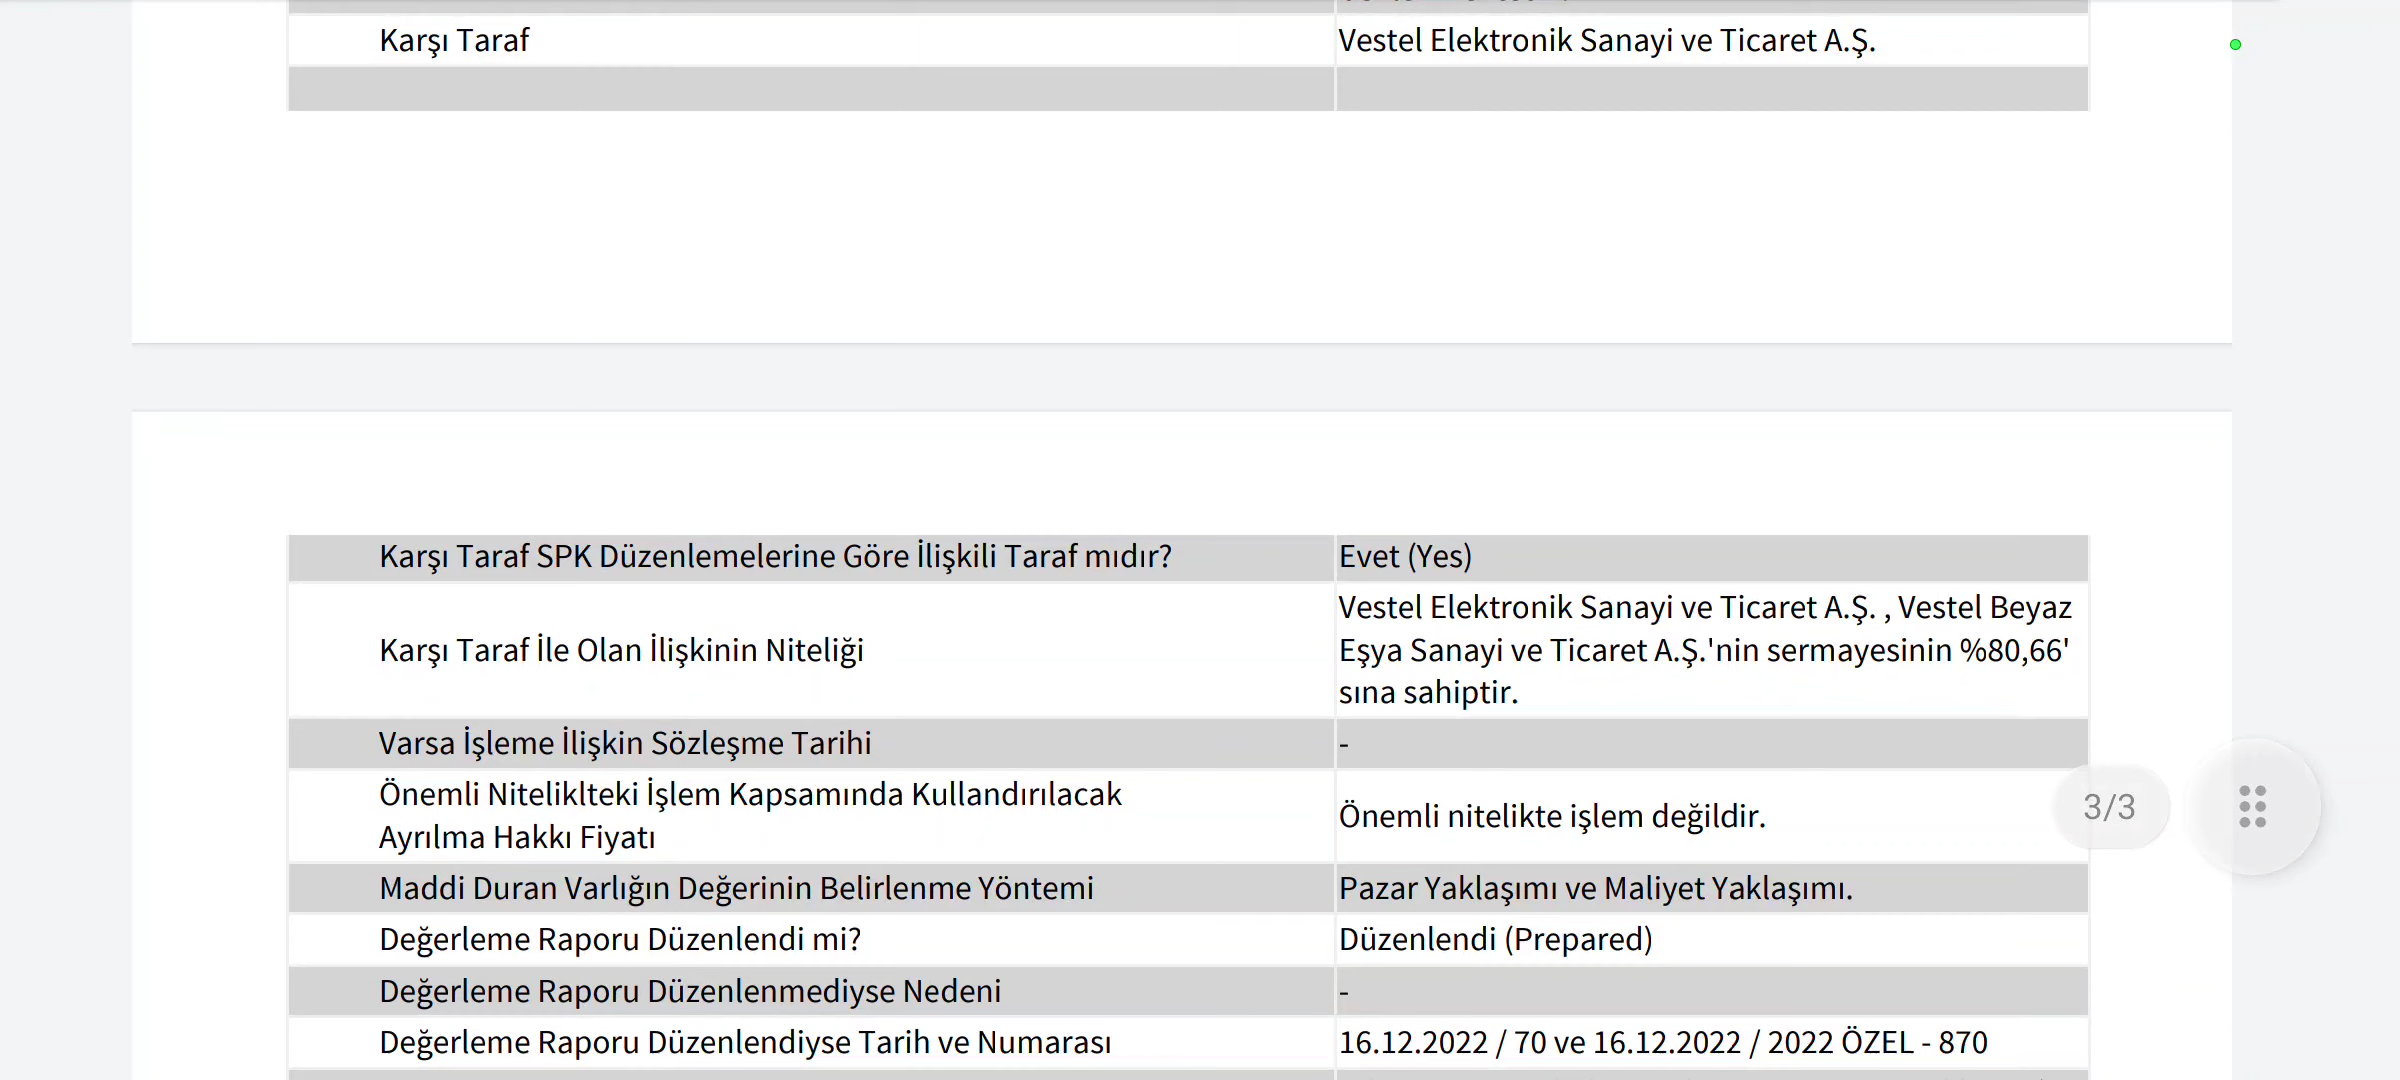 Karşı Taraf
Vestel Elektronik Sanayi ve Ticaret A.Ş.
Karşı Taraf SPK Düzenlemelerine Göre İlişkili Taraf mıdır?
Evet (Yes)
Karşı Taraf İle Olan İlişkinin Niteliği
Vestel Elektronik Sanayi ve Ticaret A.Ş. , Vestel Beyaz
Eşya Sanayi ve Ticaret A.Ş.'nin sermayesinin %80,66'
sına sahiptir.
Varsa İşleme İlişkin Sözleşme Tarihi
-
Önemli Niteliklteki İşlem Kapsamında Kullandırılacak
Ayrılma Hakkı Fiyatı
Önemli nitelikte işlem değildir.
3/3
Maddi Duran Varlığın Değerinin Belirlenme Yöntemi
Pazar Yaklaşımı ve Maliyet Yaklaşımı.
Değerleme Raporu Düzenlendi mi?
Düzenlendi (Prepared)
Değerleme Raporu Düzenlenmediyse Nedeni
-
Değerleme Raporu Düzenlendiyse Tarih ve Numarası
16.12.2022 / 70 ve 16.12.2022 / 2022 ÖZEL - 870